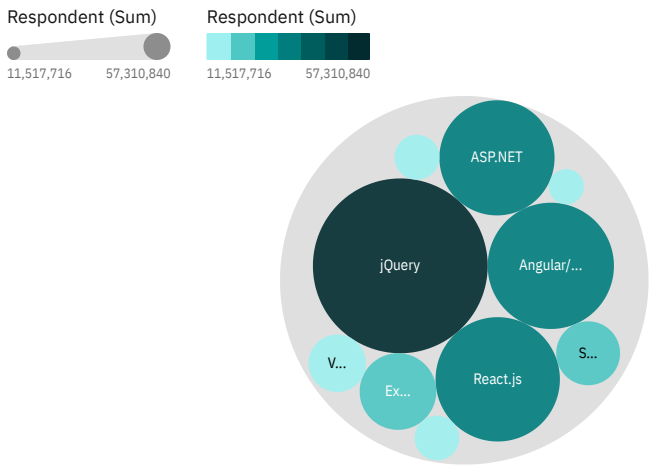 Respondent (Sum)
11,517,716 57,310,840
Respondent (Sum)
11,517,716 57,310,840
ASP.NET
jQuery
Angular/...
S...
V...
React.js
Ex...